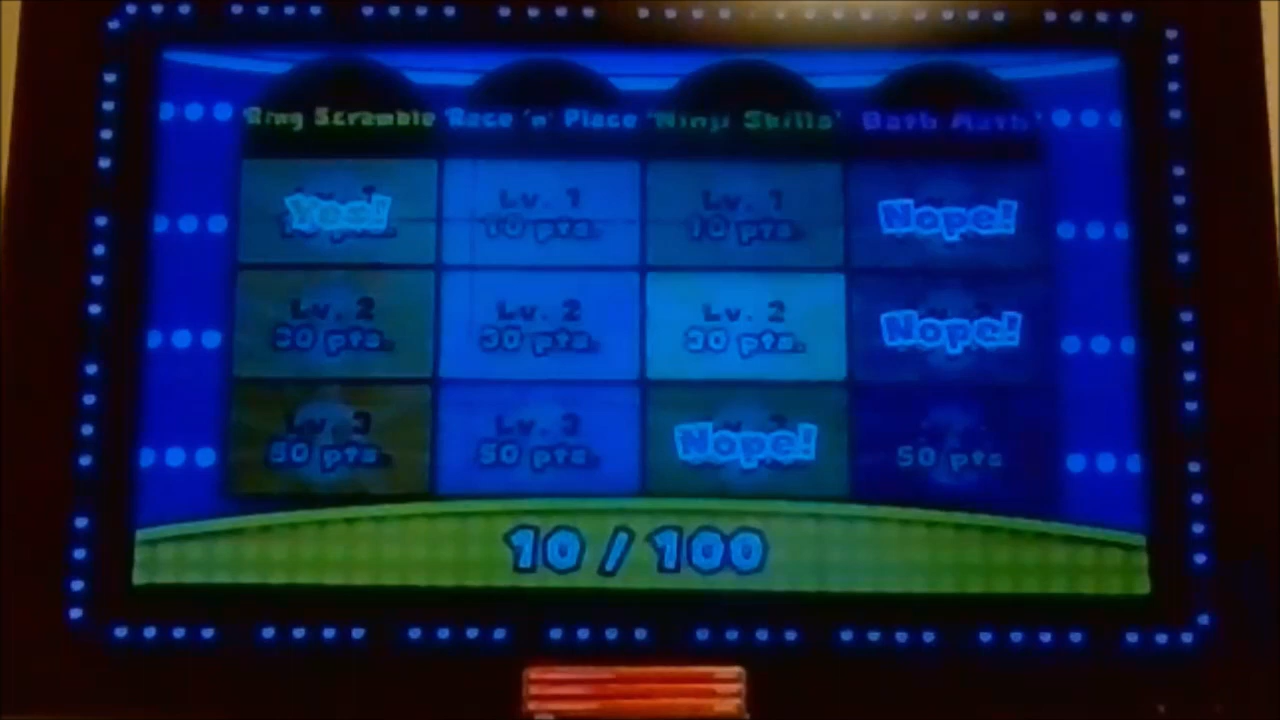 Ring Scramble Race 'n' Place 'Ninji Skills' Bath Math
Yes! Lv. 1 Lv. 1 Nope!
10 pts. 10 pts.
Lv. 2 Lv. 2 Lv. 2 Nope!
30 pts. 30 pts. 30 pts.
Lv. 3 Lv. 3 Nope!
50 pts. 50 pts. 50 pts
10 / 100